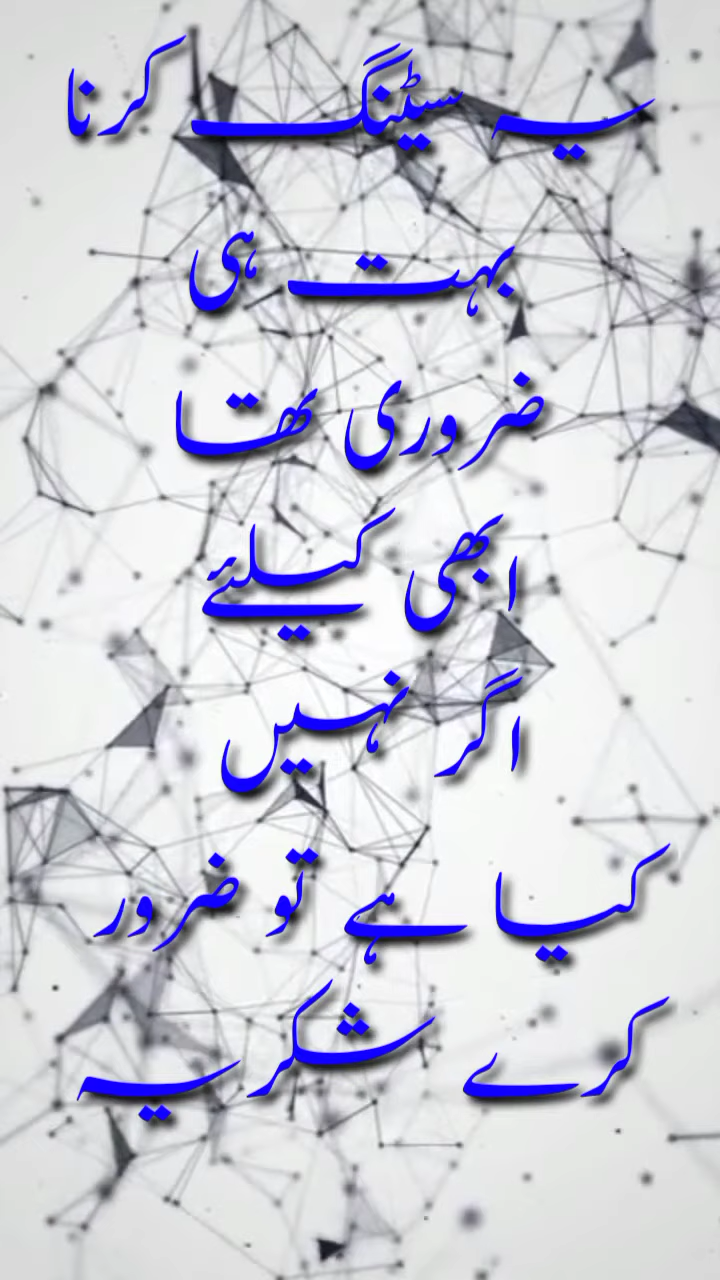 یہ سیٹنگ کرنا
بہت ہی
ضروری تھا
ابھی کیلئے
اگر نہیں
کیا ہے تو ضرور
کرے شکریہ